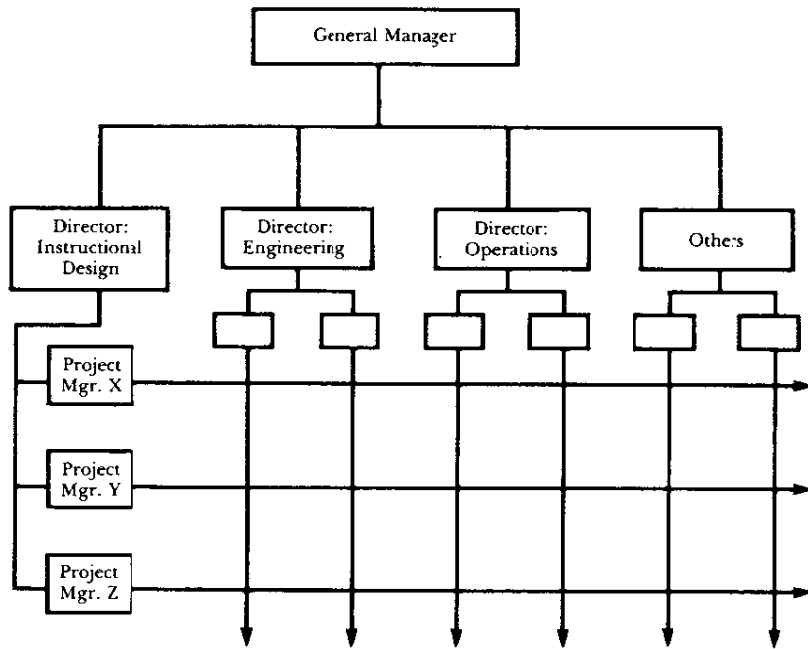 General Manager
Director:
Instructional
Design
Director:
Engineering
Director:
Operations
Others
Project
Mgr. X
Project
Mgr. Y
Project
Mgr. Z